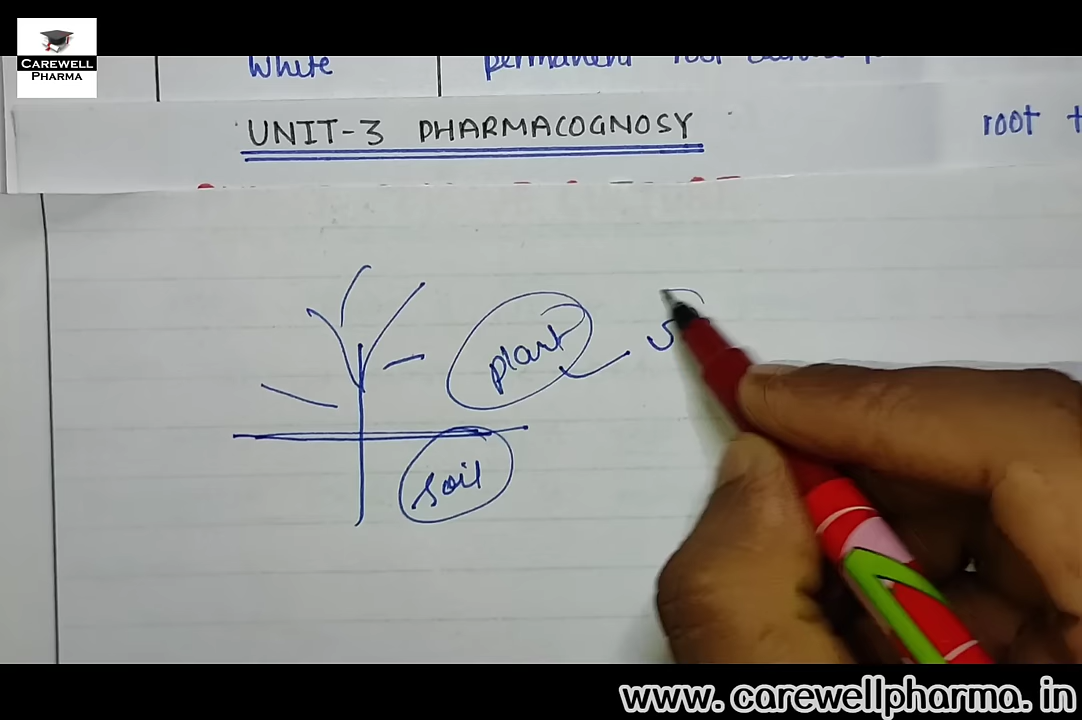 CAREWELL
PHARMA
White
permanent root
UNIT-3 PHARMACOGNOSY
root
plant
soil
www.carewellpharma.in